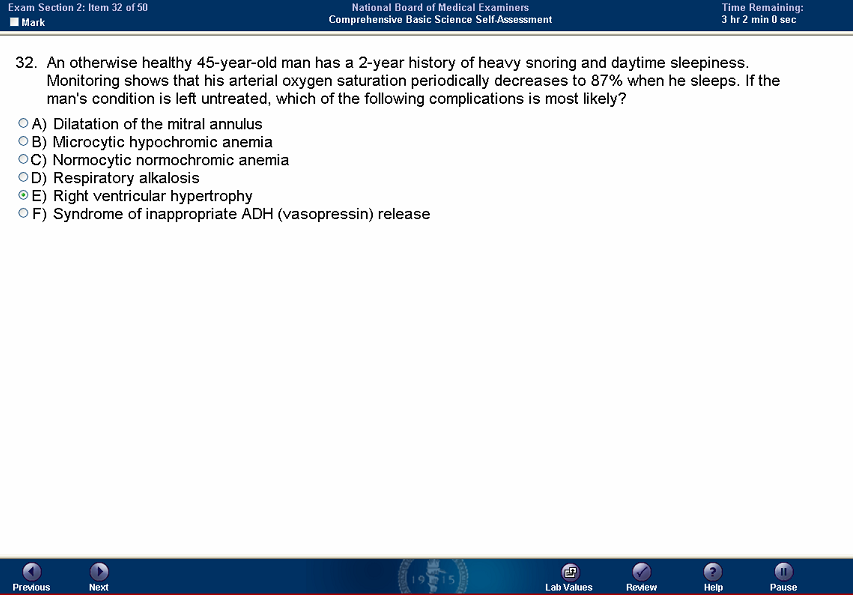 Exam Section 2: Item 32 of 50
National Board of Medical Examiners
Time Remaining:
Mark
Comprehensive Basic Science Self-Assessment
3 hr 2 min 0 sec
32. An otherwise healthy 45-year-old man has a 2-year history of heavy snoring and daytime sleepiness.
Monitoring shows that his arterial oxygen saturation periodically decreases to 87% when he sleeps. If the
man's condition is left untreated, which of the following complications is most likely?
A) Dilatation of the mitral annulus
B) Microcytic hypochromic anemia
C) Normocytic normochromic anemia
D) Respiratory alkalosis
E) Right ventricular hypertrophy
F) Syndrome of inappropriate ADH (vasopressin) release
19 15
Previous
Next
Lab Values
Review
Help
Pause